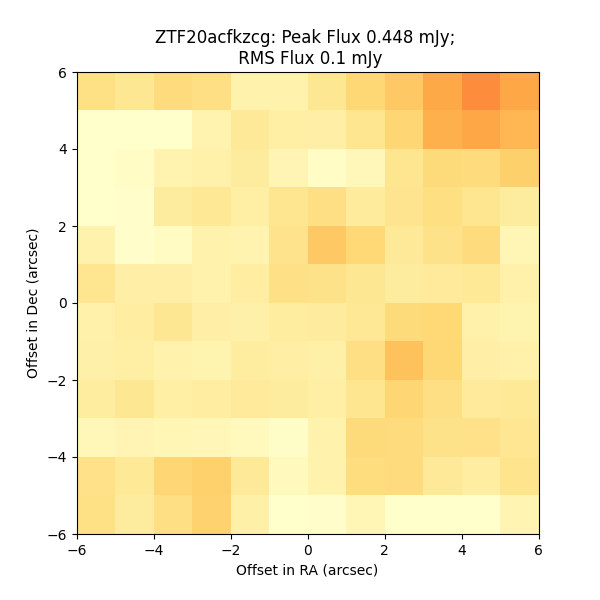 ZTF20acfkzcg: Peak Flux 0.448 mJy;
RMS Flux 0.1 mJy
6
4
2
0
−2
−4
−6
Offset in Dec (arcsec)
−6 −4 −2 0 2 4 6
Offset in RA (arcsec)